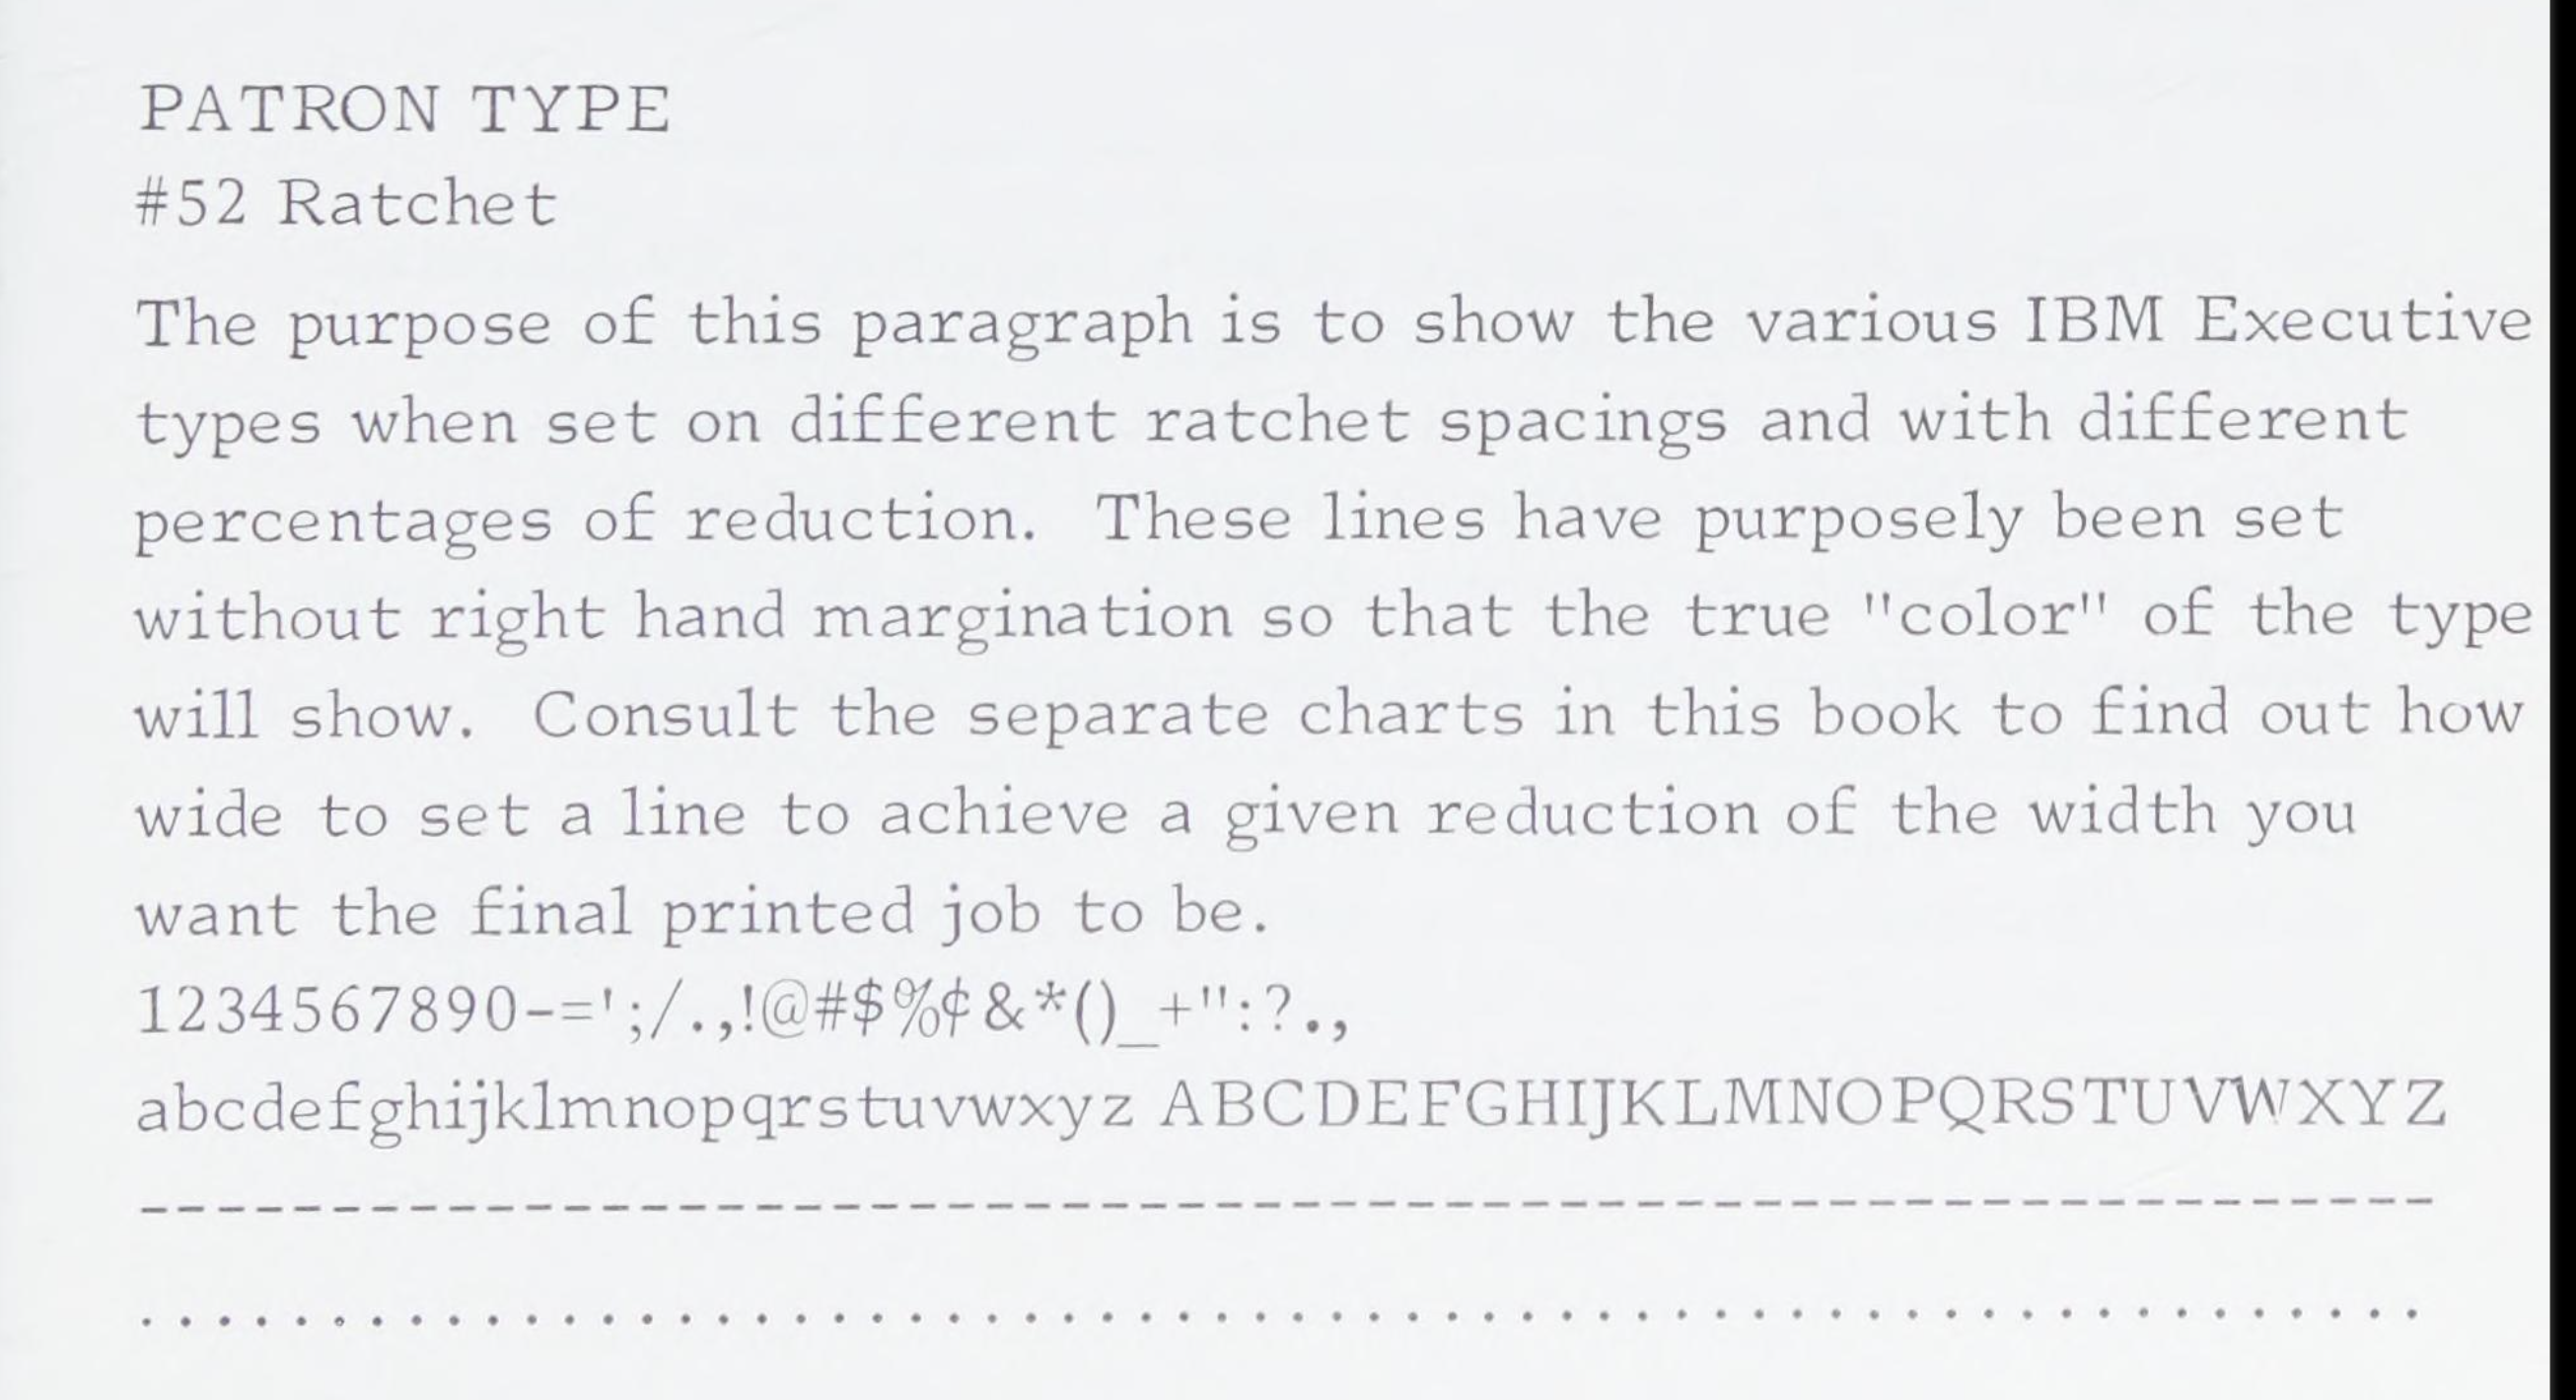 PATRON TYPE
#52 Ratchet
The purpose of this paragraph is to show the various IBM Executive
types when set on different ratchet spacings and with different
percentages of reduction.  These lines have purposely been set
without right hand margination so that the true "color" of the type
will show.  Consult the separate charts in this book to find out how
wide to set a line to achieve a given reduction of the width you
want the final printed job to be.
1234567890-=';/.,!@#$%¢&*()_+":?.,
abcdefghijklmnopqrstuvwxyz ABCDEFGHIJKLMNOPQRSTUVWXYZ
------------------------------------------------------------
............................................................